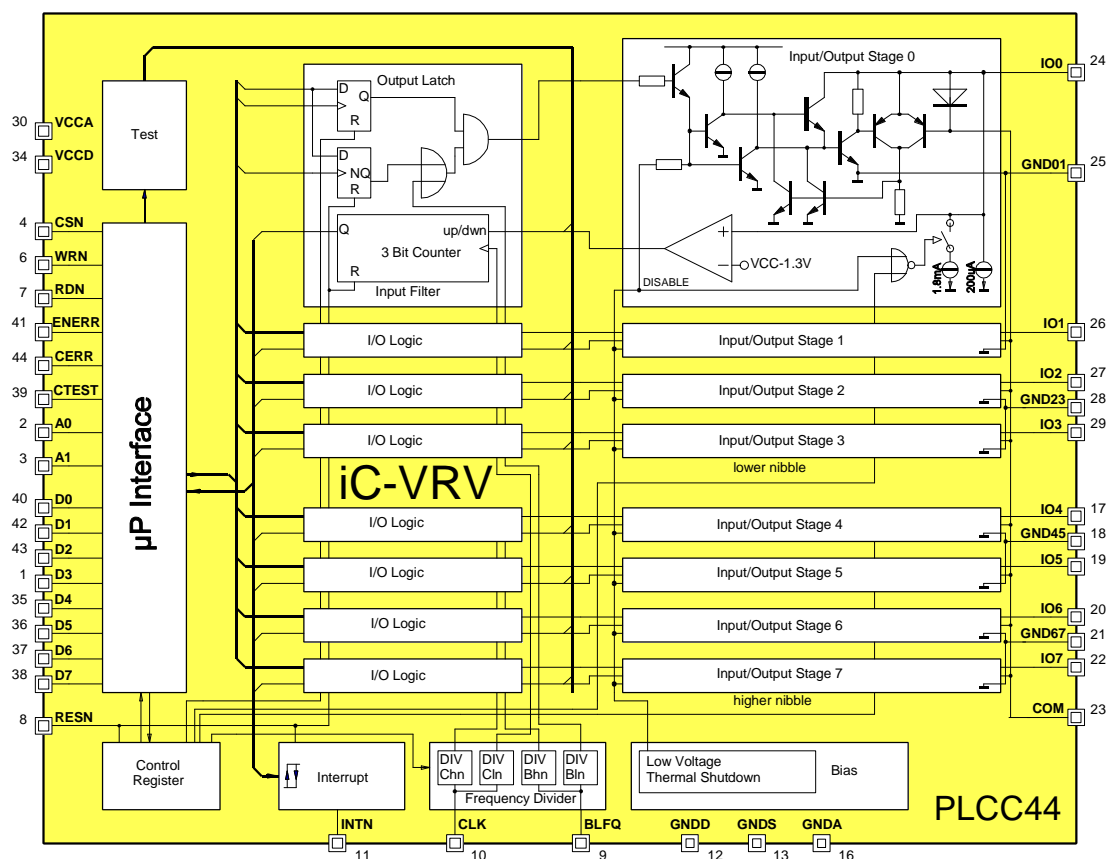 Output Latch
Input/Output Stage 0
IO0
24
D
Q
R
Test
30
VCCA
34
VCCD
D
NQ
R
GND01
25
4
CSN
6
WRN
7
RDN
41
ENERR
44
CERR
39
CTEST
2
A0
3
A1
40
D0
42
D1
43
D2
1
D3
35
D4
36
D5
37
D6
38
D7
8
RESN
µP Interface
Q
up/dwn
3 Bit Counter
R
Input Filter
+
−
VCC-1.3V
DISABLE
1.8mA
200µA
I/O Logic
Input/Output Stage 1
IO1
26
I/O Logic
Input/Output Stage 2
IO2
27
GND23
28
I/O Logic
Input/Output Stage 3
IO3
29
lower nibble
iC-VRV
I/O Logic
Input/Output Stage 4
IO4
17
GND45
18
I/O Logic
Input/Output Stage 5
IO5
19
I/O Logic
Input/Output Stage 6
IO6
20
GND67
21
I/O Logic
Input/Output Stage 7
IO7
22
higher nibble
COM
23
Control
Register
Interrupt
DIV
Chn
DIV
Cln
DIV
Bhn
DIV
Bln
Frequency Divider
Low Voltage
Thermal Shutdown
Bias
PLCC44
INTN
11
CLK
10
BLFQ
9
GNDD
12
GNDS
13
GNDA
16